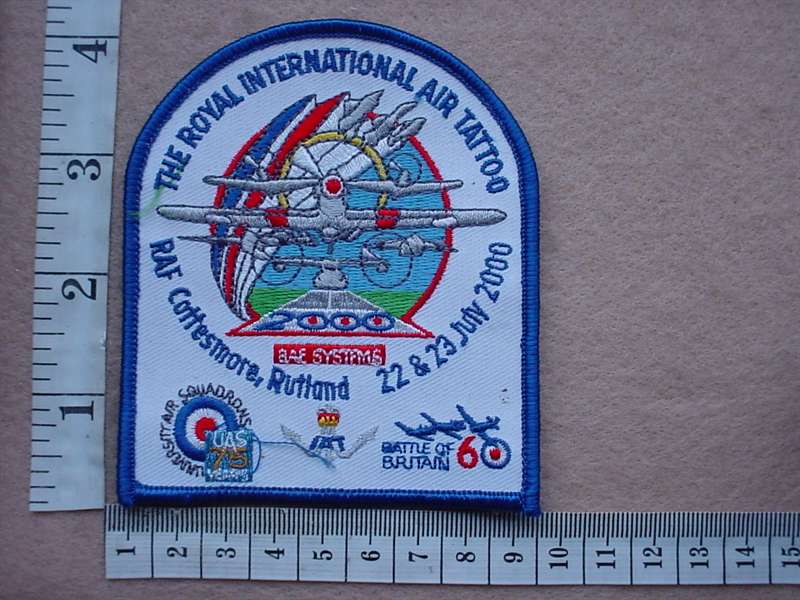 THE ROYAL INTERNATIONAL AIR TATTOO
RAF Cottesmore, Rutland 22 & 23 July 2000
2000
BAE SYSTEMS
UNIVERSITY AIR SQUADRONS
UAS
75
YEARS
IAT
BATTLE OF
BRITAIN 60
4
3
2
1
1 2 3 4 5 6 7 8 9 10 11 12 13 14 15